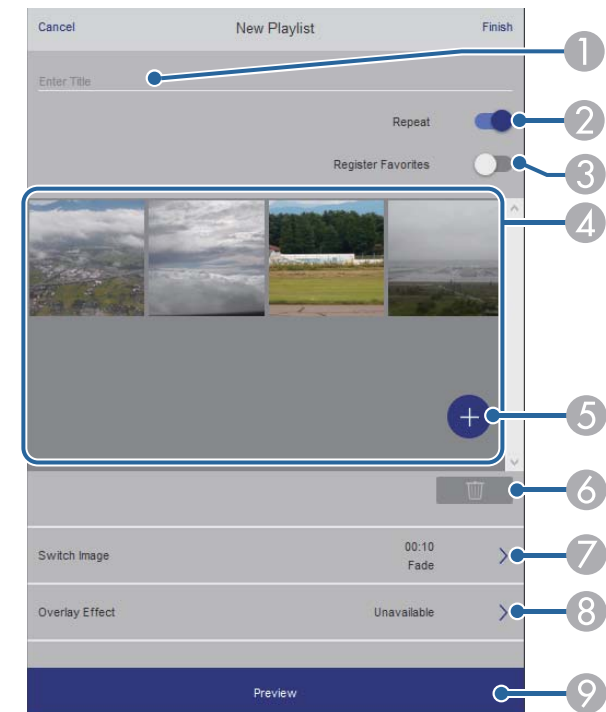 Cancel New Playlist Finish
1
Enter Title
Repeat 2
Register Favorites 3
4
+ 5
6
Switch Image 00:10 7
Fade
Overlay Effect Unavailable 8
Preview 9